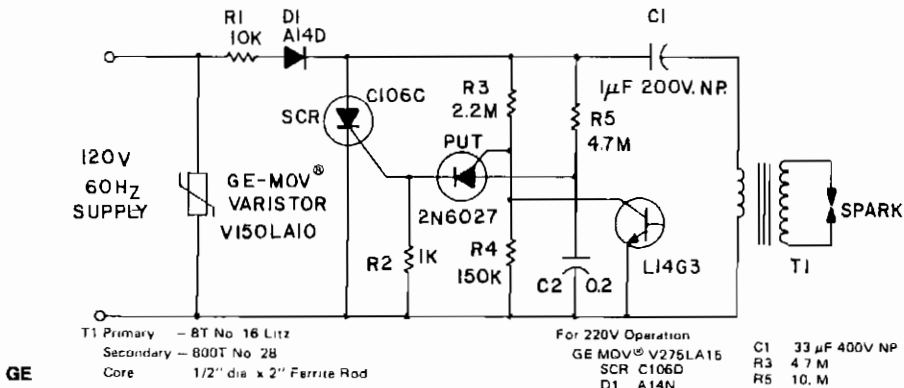 R1
10K
D1
A14D
C1
1µF 200V. NP.
C106C
SCR
R3
2.2M
R5
4.7M
PUT
2N6027
120V
60HZ
SUPPLY
GE-MOV®
VARISTOR
V150LA10
R2
1K
R4
150K
C2
0.2
L14G3
T1
SPARK
T1 Primary – 8T No 16 Litz
Secondary – 800T No 28
Core 1/2" dia x 2" Ferrite Rod
For 220V Operation
GE MOV® V275LA15
SCR C106D
D1 A14N
C1 33 µF 400V NP
R3 4 7 M
R5 10, M
GE